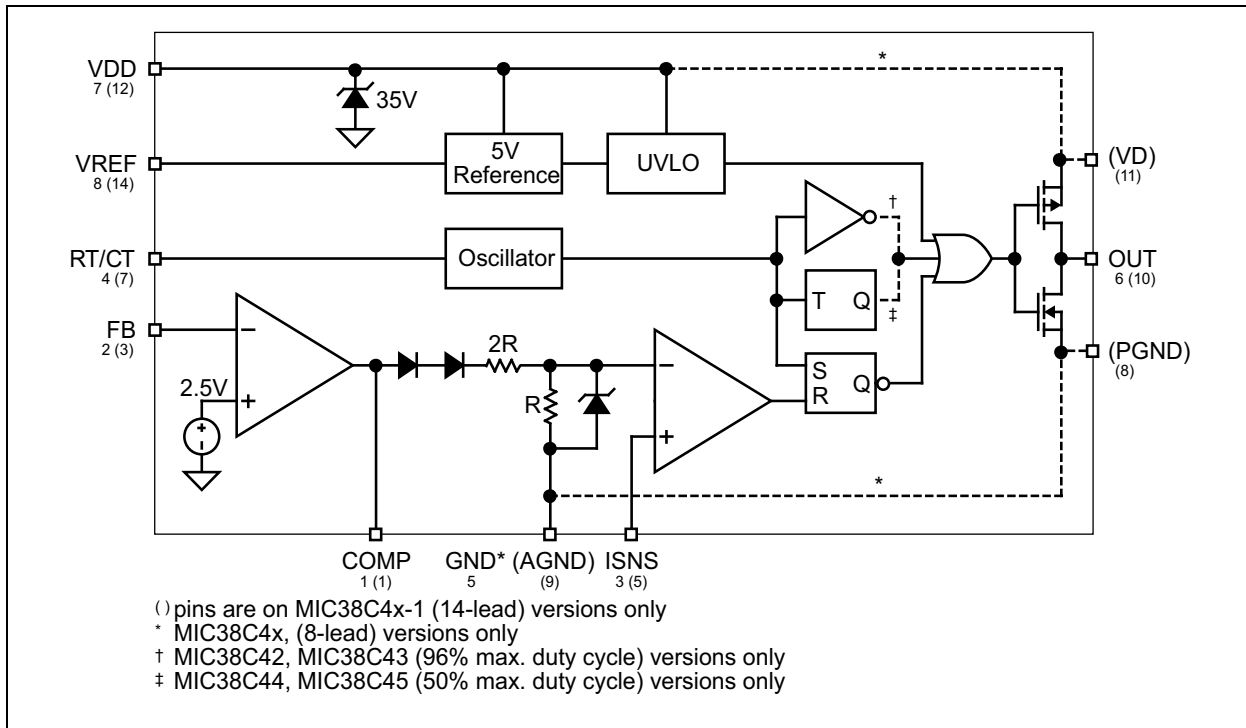 VDD
7 (12)
35V
*
VREF
8 (14)
5V
Reference
UVLO
(VD)
(11)
†
RT/CT
4 (7)
Oscillator
T Q
‡
OUT
6 (10)
FB
2 (3)
2.5V
−
+
2R
R
−
+
S
R
Q
(PGND)
(8)
+
-
*
COMP
1 (1)
GND* (AGND)
5 (9)
ISNS
3 (5)
( ) pins are on MIC38C4x-1 (14-lead) versions only
* MIC38C4x, (8-lead) versions only
† MIC38C42, MIC38C43 (96% max. duty cycle) versions only
‡ MIC38C44, MIC38C45 (50% max. duty cycle) versions only